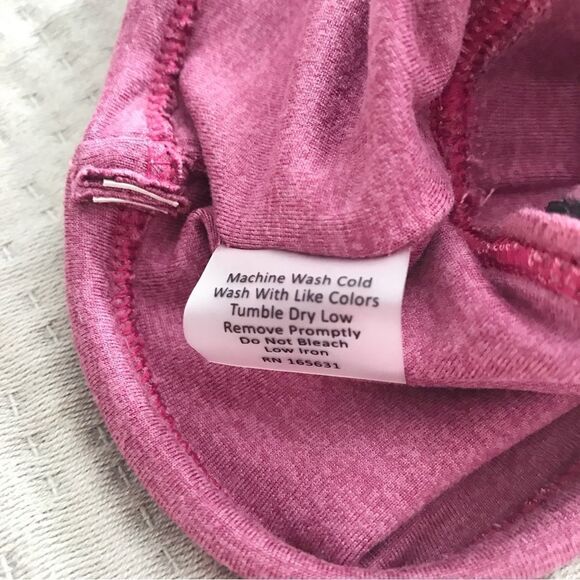 Machine Wash Cold
Wash With Like Colors
Tumble Dry Low
Remove Promptly
Do Not Bleach
Low Iron
RN 165631